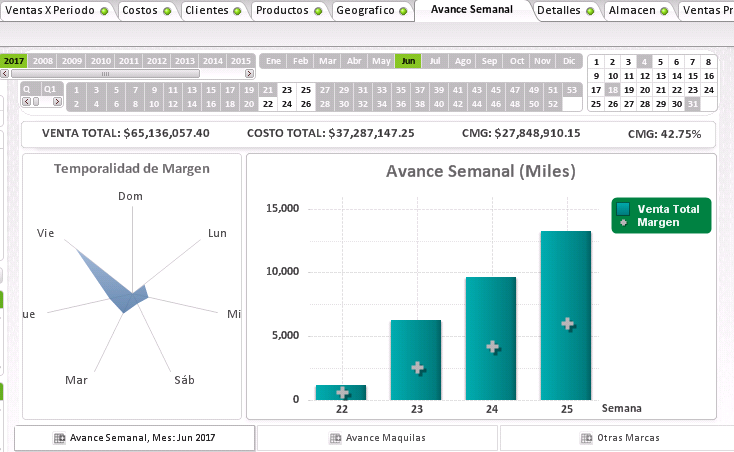 Ventas X Periodo Costos Clientes Productos Geografico Avance Semanal Detalles Almacen Ventas Pr
2017 2008 2009 2010 2011 2012 2013 2014 2015
Ene Feb Mar Abr May Jun Jul Ago Sep Oct Nov Dic
1 2 3 4 5 6 7 8
9 10 11 12 13 14 15 16
17 18 19 20 21 22 23 24
25 26 27 28 29 30 31
Q Q1
1 3 5 7 9 11 13 15 17 19 21 23 25 27 29 31 33 35 37 39 41 43 45 47 49 51 53
2 4 6 8 10 12 14 16 18 20 22 24 26 28 30 32 34 36 38 40 42 44 46 48 50 52
VENTA TOTAL: $65,136,057.40 COSTO TOTAL: $37,287,147.25 CMG: $27,848,910.15 CMG: 42.75%
Temporalidad de Margen
Dom
Vie
Lun
ue
Mi
Mar
Sáb
Avance Semanal (Miles)
15,000
10,000
5,000
0
22 23 24 25 Semana
Venta Total
Margen
Avance Semanal, Mes: Jun 2017 Avance Maquilas Otras Marcas